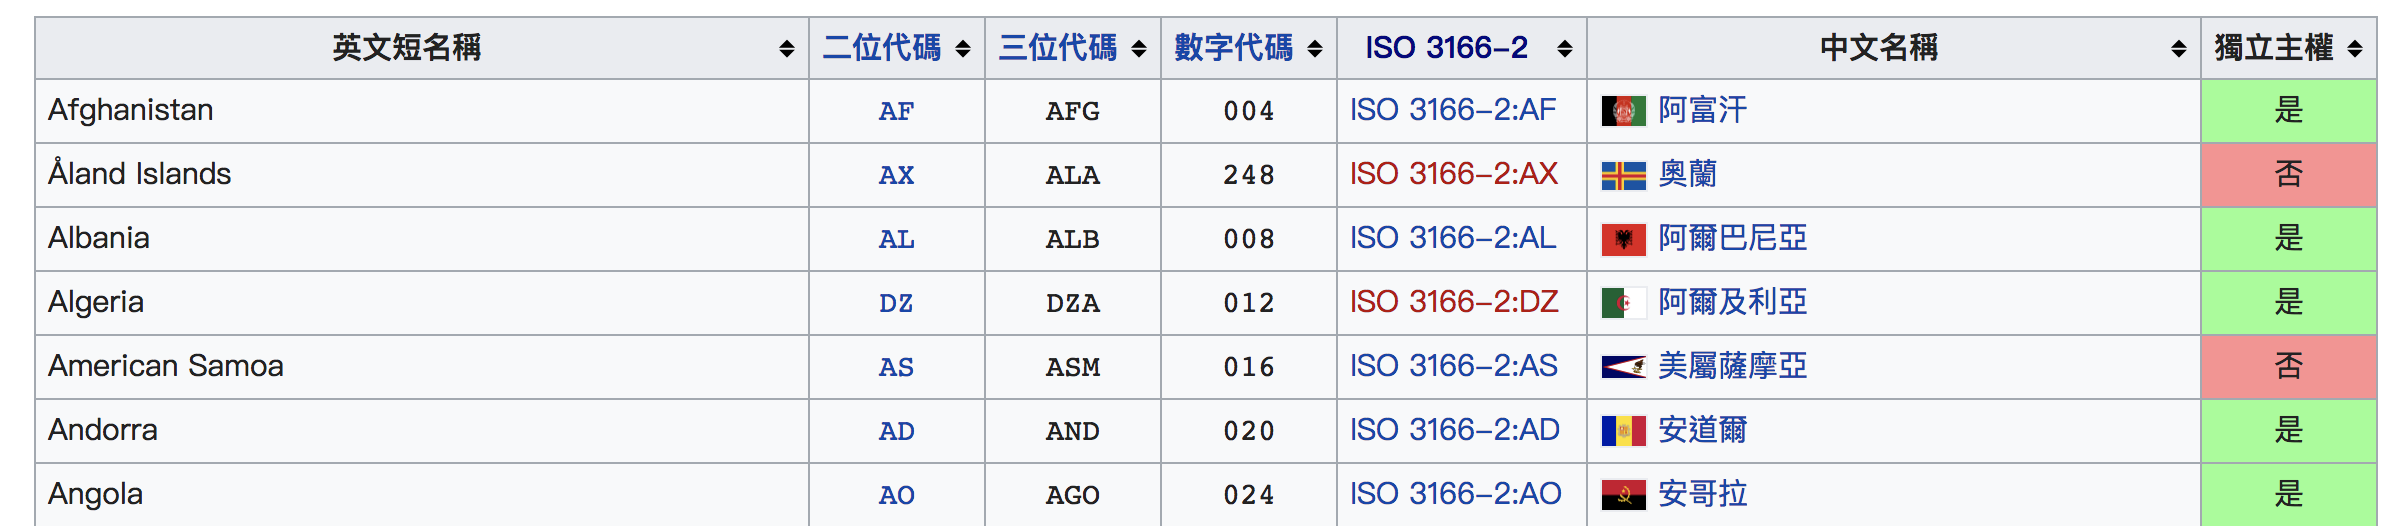 英文短名稱 二位代碼 三位代碼 數字代碼 ISO 3166-2 中文名稱 獨立主權
Afghanistan AF AFG 004 ISO 3166-2:AF 阿富汗 是
Åland Islands AX ALA 248 ISO 3166-2:AX 奧蘭 否
Albania AL ALB 008 ISO 3166-2:AL 阿爾巴尼亞 是
Algeria DZ DZA 012 ISO 3166-2:DZ 阿爾及利亞 是
American Samoa AS ASM 016 ISO 3166-2:AS 美屬薩摩亞 否
Andorra AD AND 020 ISO 3166-2:AD 安道爾 是
Angola AO AGO 024 ISO 3166-2:AO 安哥拉 是